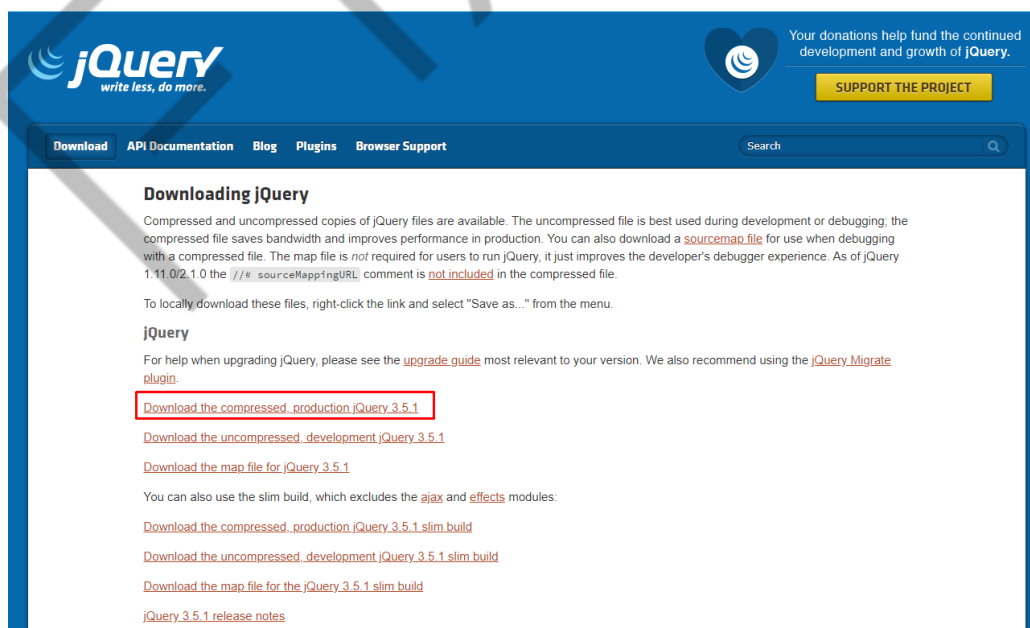 jQuery
write less, do more.
Your donations help fund the continued
development and growth of jQuery.
SUPPORT THE PROJECT
Download API Documentation Blog Plugins Browser Support Search
Downloading jQuery
Compressed and uncompressed copies of jQuery files are available. The uncompressed file is best used during development or debugging; the
compressed file saves bandwidth and improves performance in production. You can also download a sourcemap file for use when debugging
with a compressed file. The map file is not required for users to run jQuery, it just improves the developer's debugger experience. As of jQuery
1.11.0/2.1.0 the //# sourceMappingURL comment is not included in the compressed file.
To locally download these files, right-click the link and select "Save as..." from the menu.
jQuery
For help when upgrading jQuery, please see the upgrade guide most relevant to your version. We also recommend using the jQuery Migrate
plugin.
Download the compressed, production jQuery 3.5.1
Download the uncompressed, development jQuery 3.5.1
Download the map file for jQuery 3.5.1
You can also use the slim build, which excludes the ajax and effects modules:
Download the compressed, production jQuery 3.5.1 slim build
Download the uncompressed, development jQuery 3.5.1 slim build
Download the map file for the jQuery 3.5.1 slim build
jQuery 3.5.1 release notes